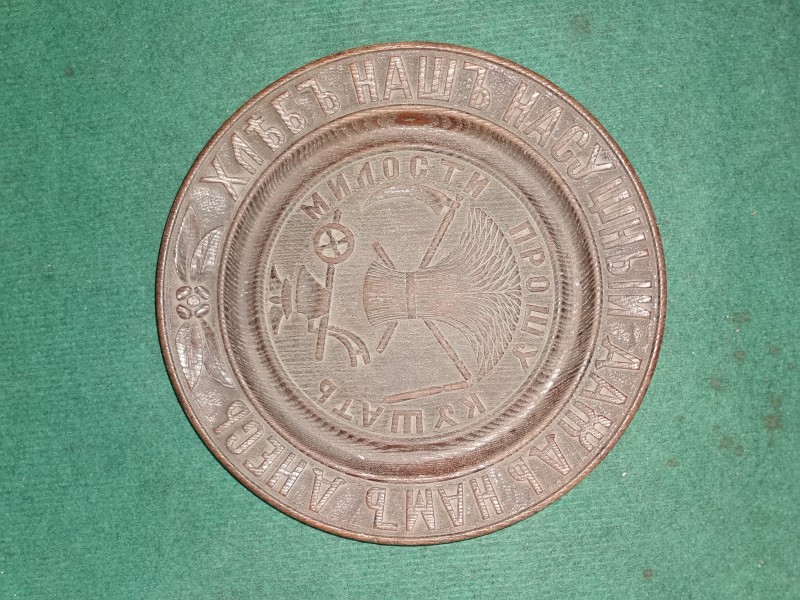 ХЛѢБЪ НАШЪ НАСУЩНЫЙ ДАЖДЬ НАМЪ ДНЕСЬ
МИЛОСТИ ПРОШУ КУШАТЬ